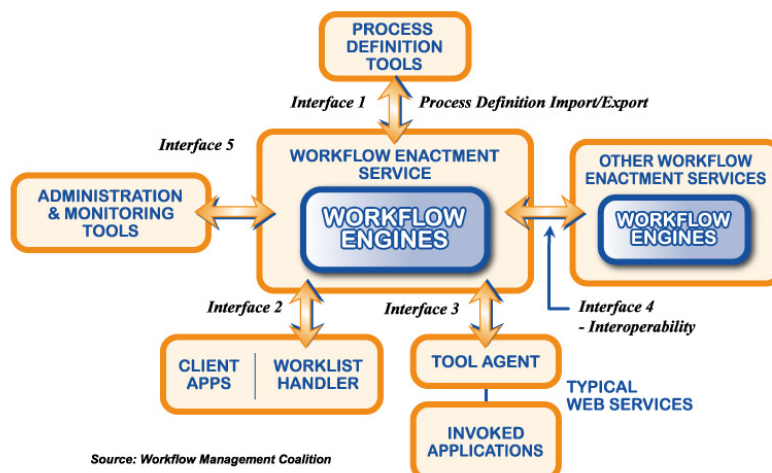 PROCESS
DEFINITION
TOOLS
Interface 1
Process Definition Import/Export
Interface 5
WORKFLOW ENACTMENT
SERVICE
WORKFLOW
ENGINES
OTHER WORKFLOW
ENACTMENT SERVICES
WORKFLOW
ENGINES
ADMINISTRATION
& MONITORING
TOOLS
Interface 2
Interface 3
Interface 4
- Interoperability
CLIENT
APPS
WORKLIST
HANDLER
TOOL AGENT
TYPICAL
WEB SERVICES
INVOKED
APPLICATIONS
Source: Workflow Management Coalition